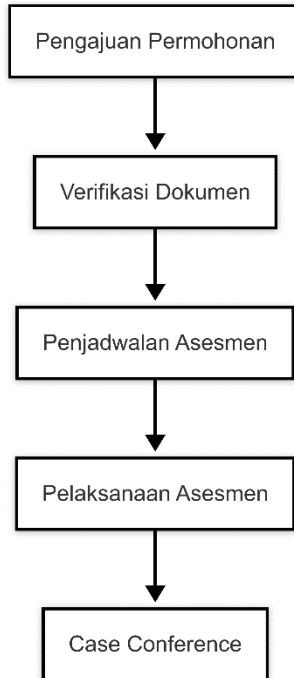 Pengajuan Permohonan
Verifikasi Dokumen
Penjadwalan Asesmen
Pelaksanaan Asesmen
Case Conference